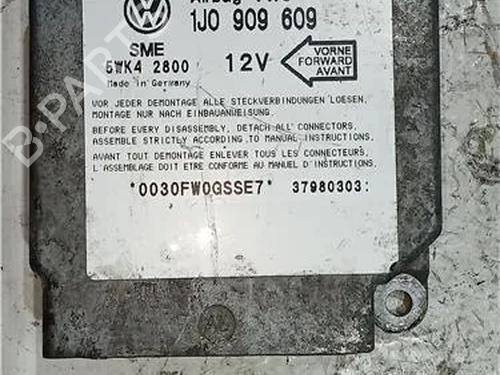 Airbag
1J0 909 609
SME
5WK4 2800
12V
Made in Germany
VORNE
FORWARD
AVANT
VOR JEDER DEMONTAGE ALLE STECKVERBINDUNGEN LOESEN,
MONTAGE NUR NACH EINBAUANWEISUNG.
BEFORE EVERY DISASSEMBLY, DETACH ALL CONNECTORS,
ASSEMBLE STRICTLY ACCORDING TO MANUAL INSTRUCTIONS.
AVANT TOUT DEMONTAGE ENLEVER TOUS LES CONNECTEURS,
L'ASSEMBLAGE DOIT ETRE CONFORME AU MANUEL D'INSTRUCTIONS.
*0030FW0GSSE7* 37980303